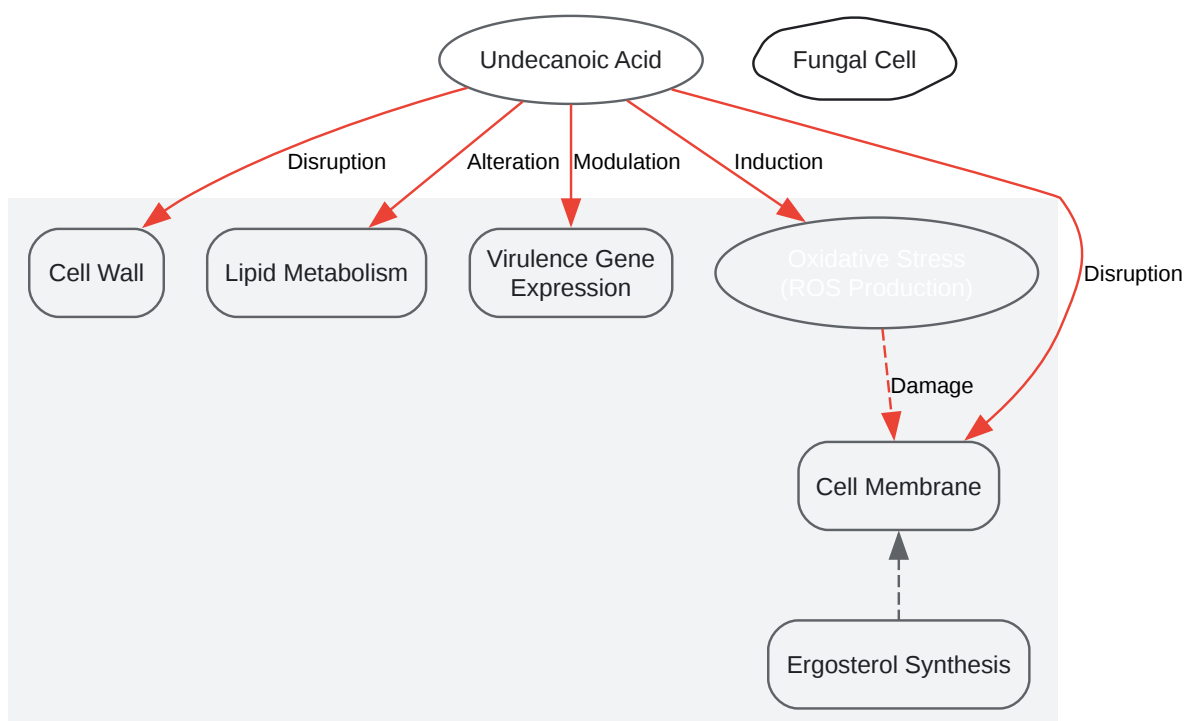 Undecanoic Acid
Fungal Cell
Disruption
Alteration
Modulation
Induction
Cell Wall
Lipid Metabolism
Virulence Gene
Expression
Oxidative Stress
(ROS Production)
Disruption
Damage
Cell Membrane
Ergosterol Synthesis